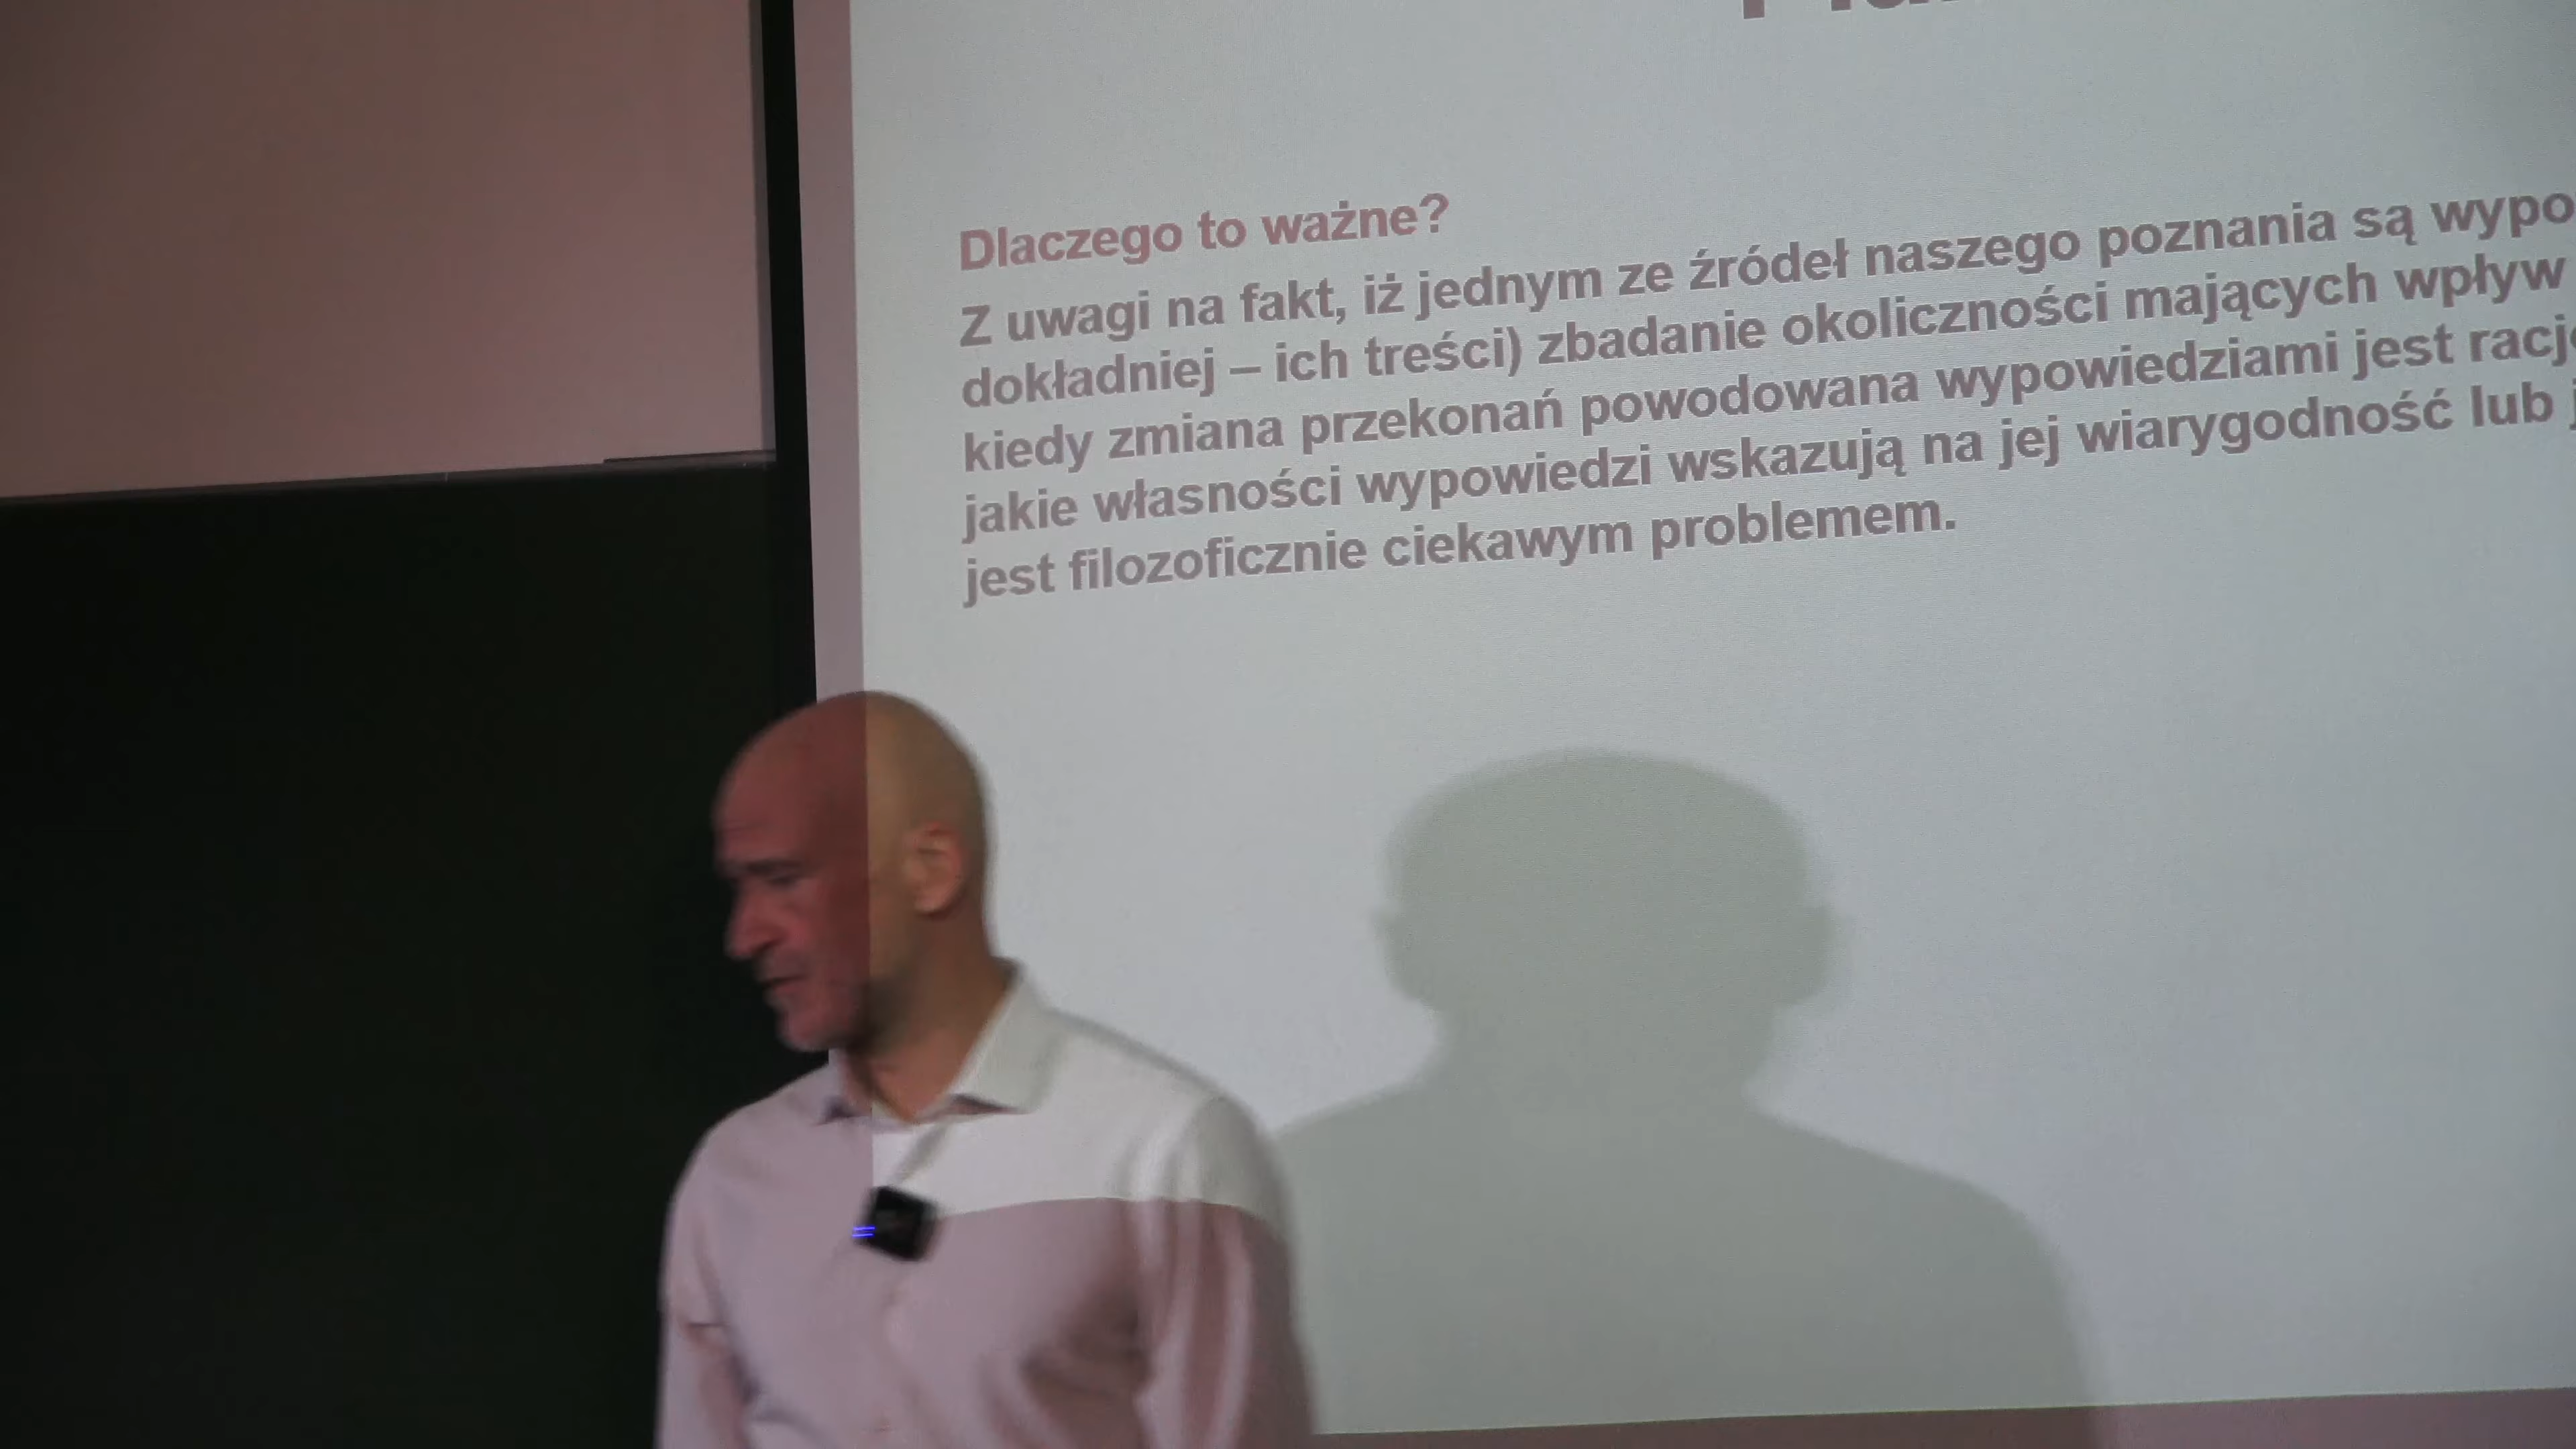 Dlaczego to ważne?
Z uwagi na fakt, iż jednym ze źródeł naszego poznania są
dokładniej – ich treści) zbadanie okoliczności mających wpływ
kiedy zmiana przekonań powodowana wypowiedziami jest
jakie własności wypowiedzi wskazują na jej wiarygodność lub
jest filozoficznie ciekawym problemem.